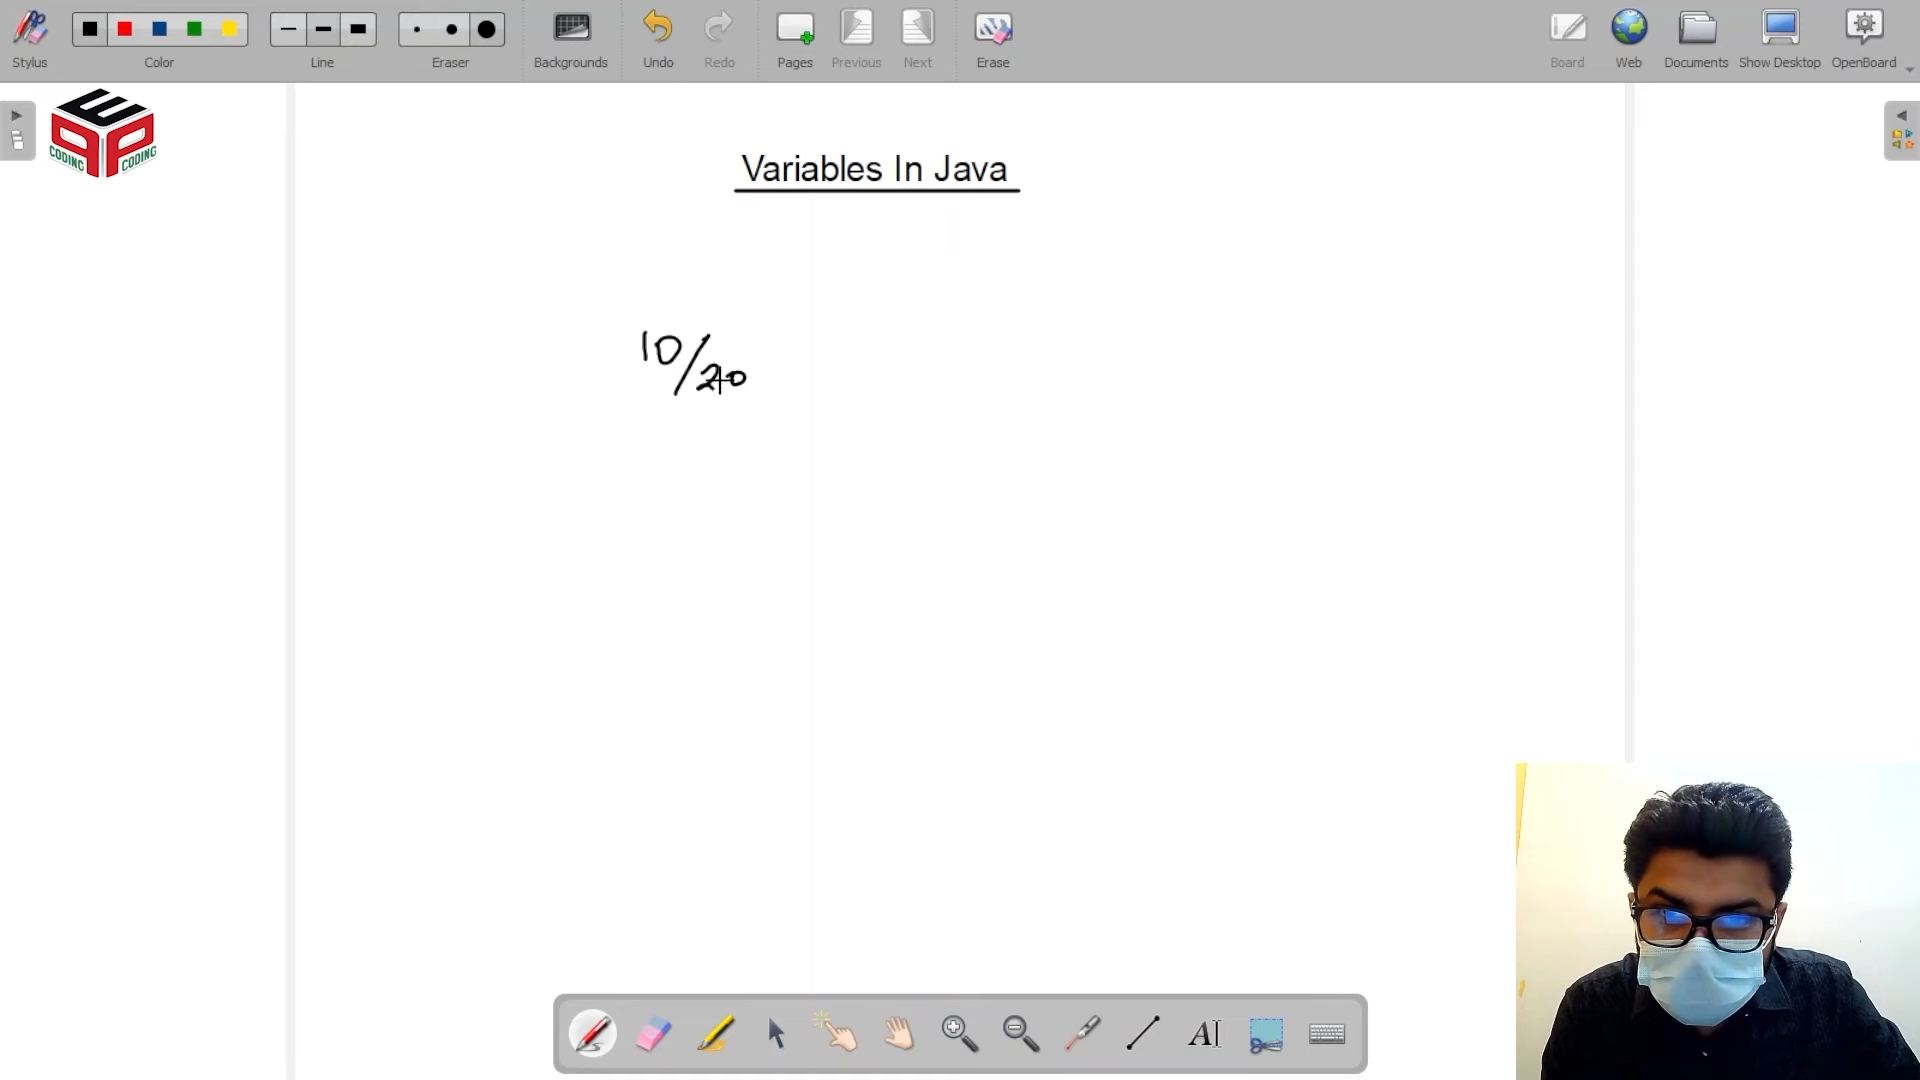 Stylus Color Line Eraser Backgrounds Undo Redo Pages Previous Next Erase Board Web Documents Show Desktop OpenBoard
PEP
CODING CODING
Variables In Java
10/20
A